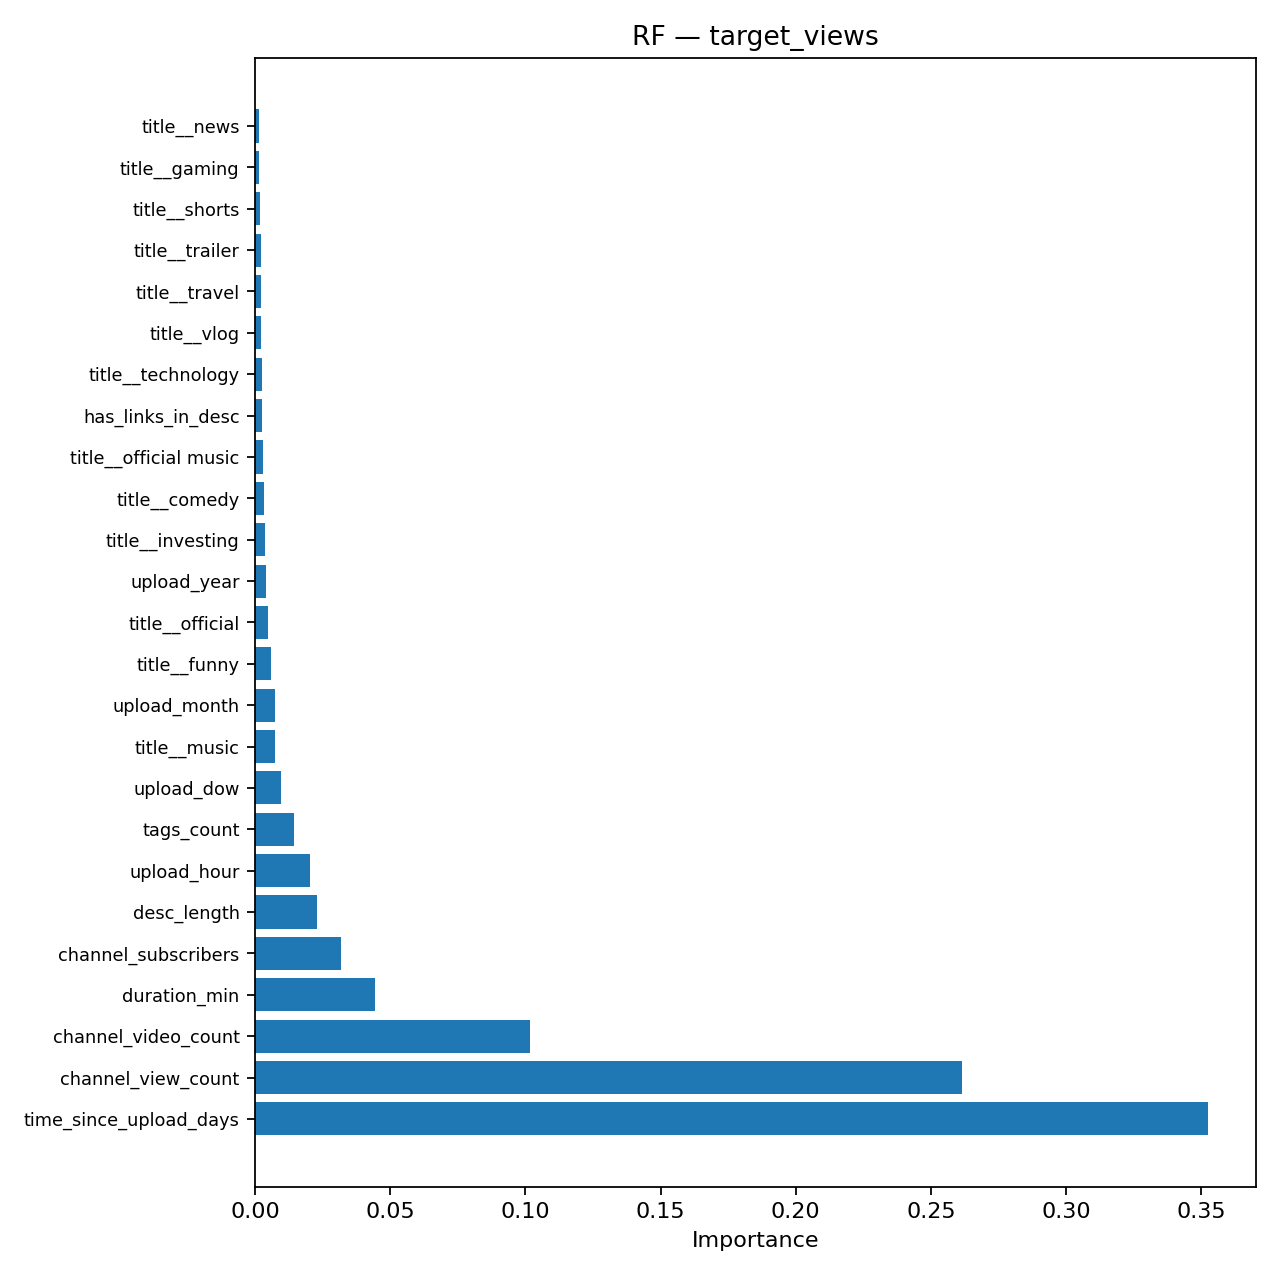 RF — target_views
title__news
title__gaming
title__shorts
title__trailer
title__travel
title__vlog
title__technology
has_links_in_desc
title__official music
title__comedy
title__investing
upload_year
title__official
title__funny
upload_month
title__music
upload_dow
tags_count
upload_hour
desc_length
channel_subscribers
duration_min
channel_video_count
channel_view_count
time_since_upload_days
0.00 0.05 0.10 0.15 0.20 0.25 0.30 0.35
Importance